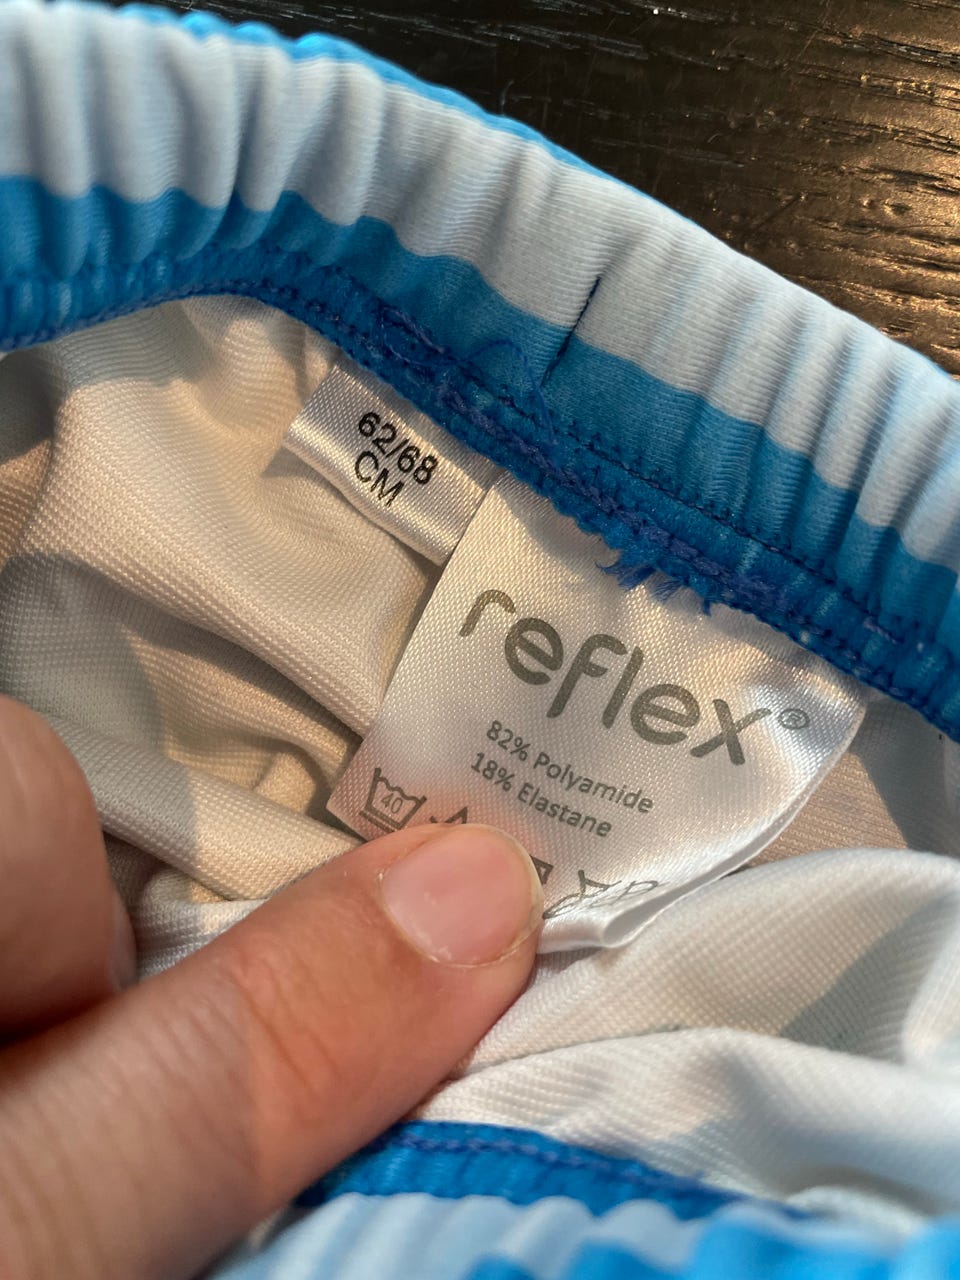 62/68
CM
reflex®
82% Polyamide
18% Elastane
40